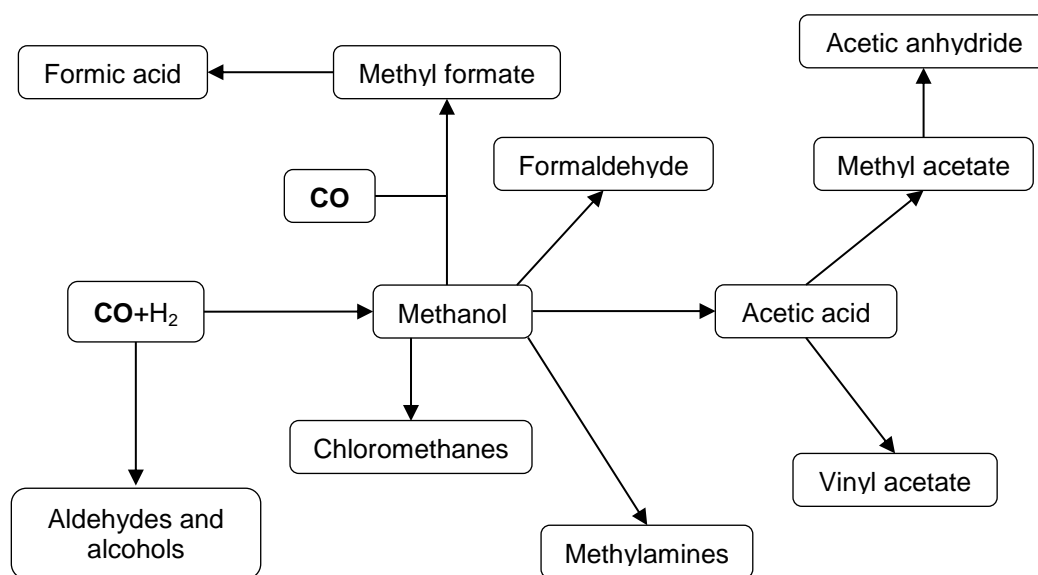 Acetic anhydride
Formic acid
Methyl formate
Formaldehyde
Methyl acetate
CO
CO+H₂
Methanol
Acetic acid
Chloromethanes
Vinyl acetate
Aldehydes and
alcohols
Methylamines